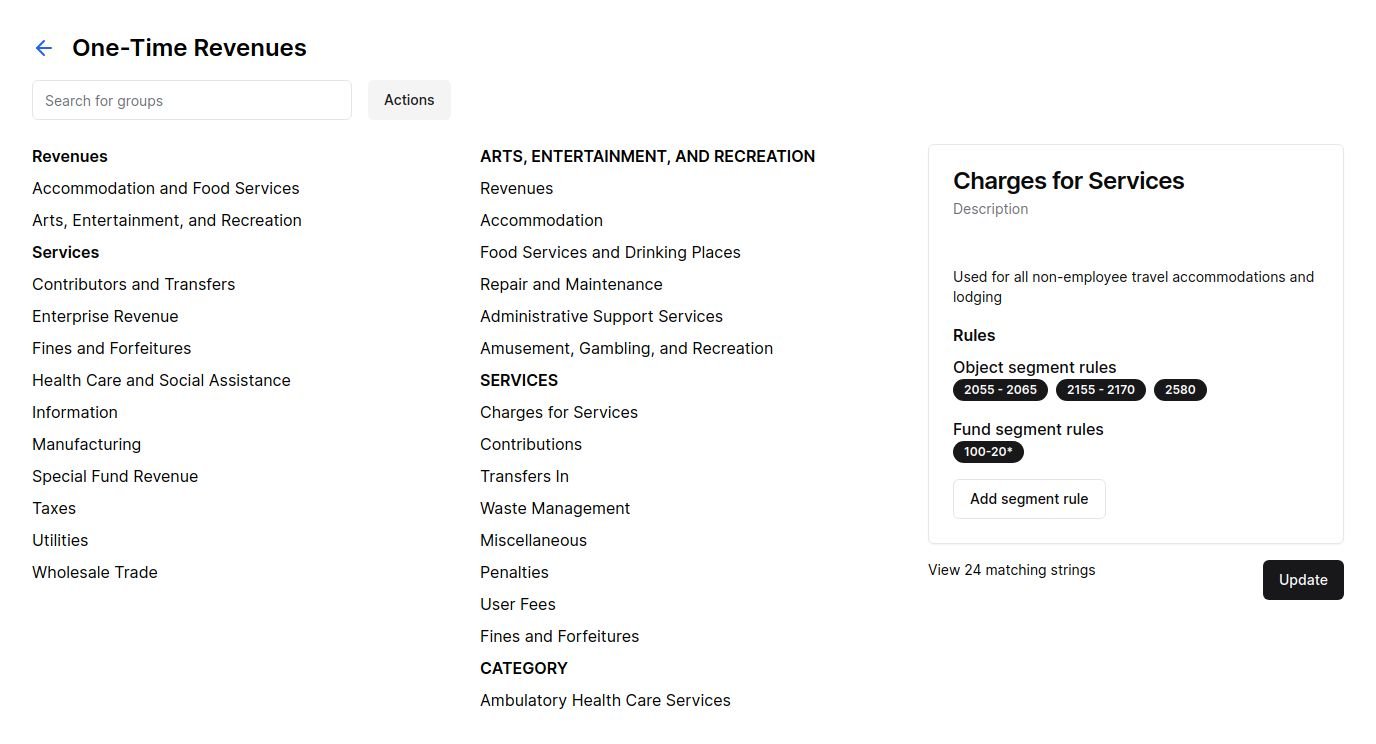 One-Time Revenues
Search for groups
Actions
Revenues
Accommodation and Food Services
Arts, Entertainment, and Recreation
Services
Contributors and Transfers
Enterprise Revenue
Fines and Forfeitures
Health Care and Social Assistance
Information
Manufacturing
Special Fund Revenue
Taxes
Utilities
Wholesale Trade
ARTS, ENTERTAINMENT, AND RECREATION
Revenues
Accommodation
Food Services and Drinking Places
Repair and Maintenance
Administrative Support Services
Amusement, Gambling, and Recreation
SERVICES
Charges for Services
Contributions
Transfers In
Waste Management
Miscellaneous
Penalties
User Fees
Fines and Forfeitures
CATEGORY
Ambulatory Health Care Services
Charges for Services
Description
Used for all non-employee travel accommodations and
lodging
Rules
Object segment rules
2055 - 2065 2155 - 2170 2580
Fund segment rules
100-20*
Add segment rule
View 24 matching strings
Update